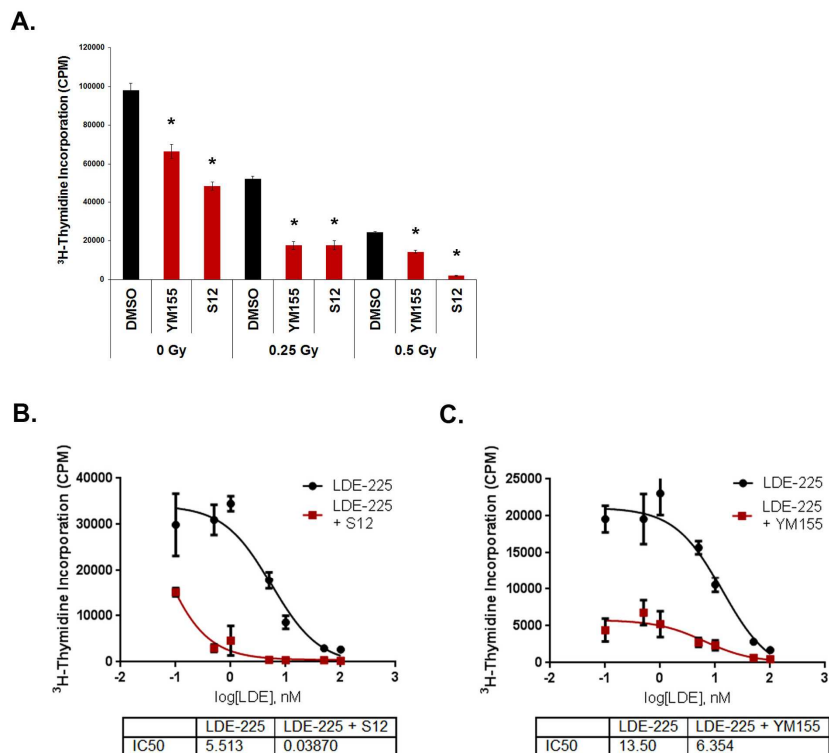 A.
³H-Thymidine Incorporation (CPM)
120000
100000
80000
60000
40000
20000
0
* * * * * *
DMSO YM155 S12 DMSO YM155 S12 DMSO YM155 S12
0 Gy 0.25 Gy 0.5 Gy
B.
³H-Thymidine Incorporation (CPM)
40000
30000
20000
10000
0
-2 -1 0 1 2 3
log[LDE], nM
LDE-225
LDE-225
+ S12
LDE-225 LDE-225 + S12
IC50 5.513 0.03870
C.
³H-Thymidine Incorporation (CPM)
25000
20000
15000
10000
5000
0
-2 -1 0 1 2 3
log[LDE], nM
LDE-225
LDE-225
+ YM155
LDE-225 LDE-225 + YM155
IC50 13.50 6.354